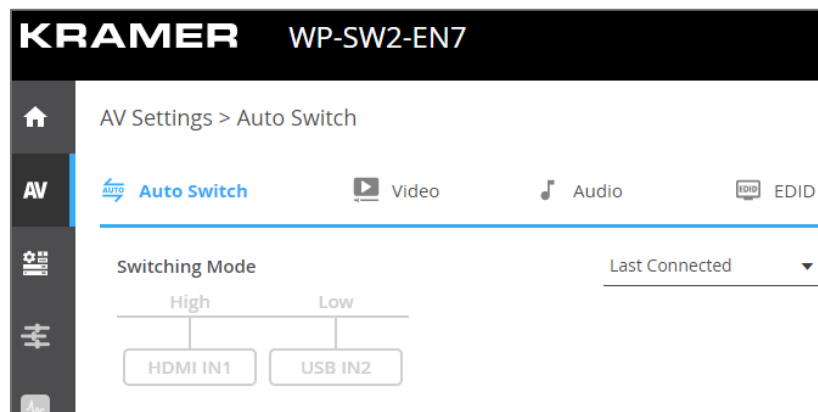 KRAMER WP-SW2-EN7
AV Settings > Auto Switch
AV
AUTO Auto Switch Video Audio EDID EDID
Switching Mode Last Connected
High Low
HDMI IN1 USB IN2